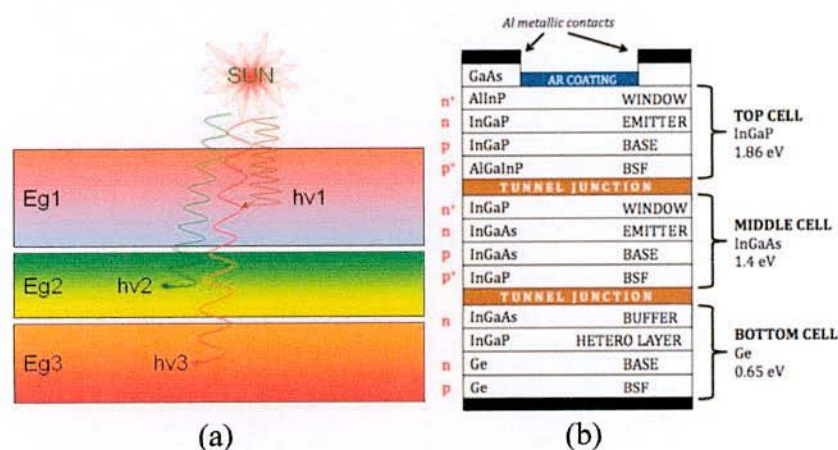 SUN
Eg1
hv1
Eg2
hv2
Eg3
hv3
(a)
Al metallic contacts
GaAs
AR COATING
n⁺ AlInP WINDOW
n InGaP EMITTER
p InGaP BASE
p⁺ AlGaInP BSF
TUNNEL JUNCTION
n⁺ InGaP WINDOW
n InGaAs EMITTER
p InGaAs BASE
p⁺ InGaP BSF
TUNNEL JUNCTION
n InGaAs BUFFER
InGaP HETERO LAYER
n Ge BASE
p Ge BSF
TOP CELL
InGaP
1.86 eV
MIDDLE CELL
InGaAs
1.4 eV
BOTTOM CELL
Ge
0.65 eV
(b)